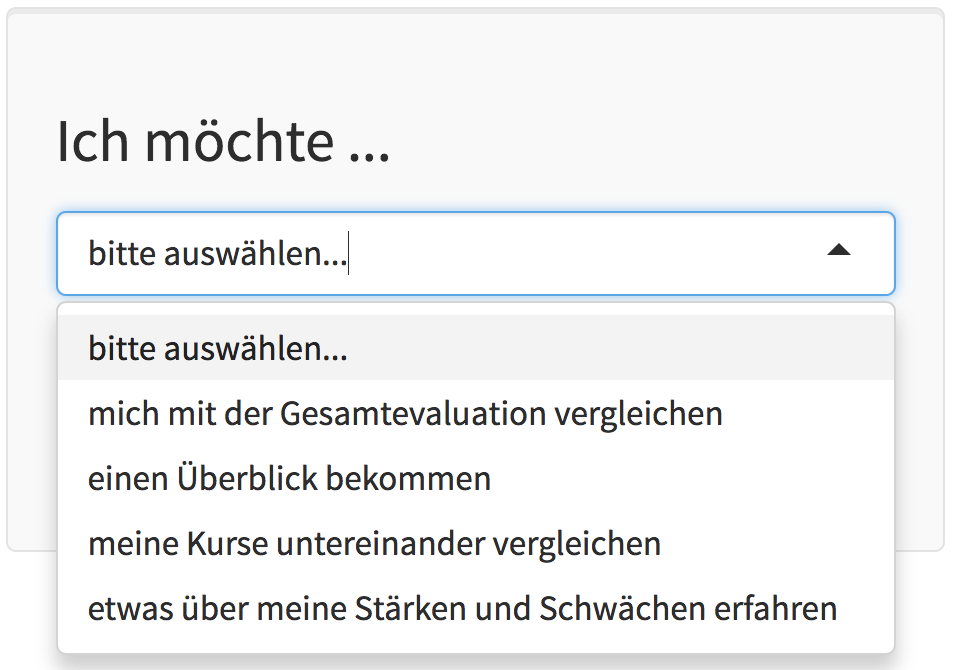 Ich möchte ...
bitte auswählen...
bitte auswählen...
mich mit der Gesamtevaluation vergleichen
einen Überblick bekommen
meine Kurse untereinander vergleichen
etwas über meine Stärken und Schwächen erfahren